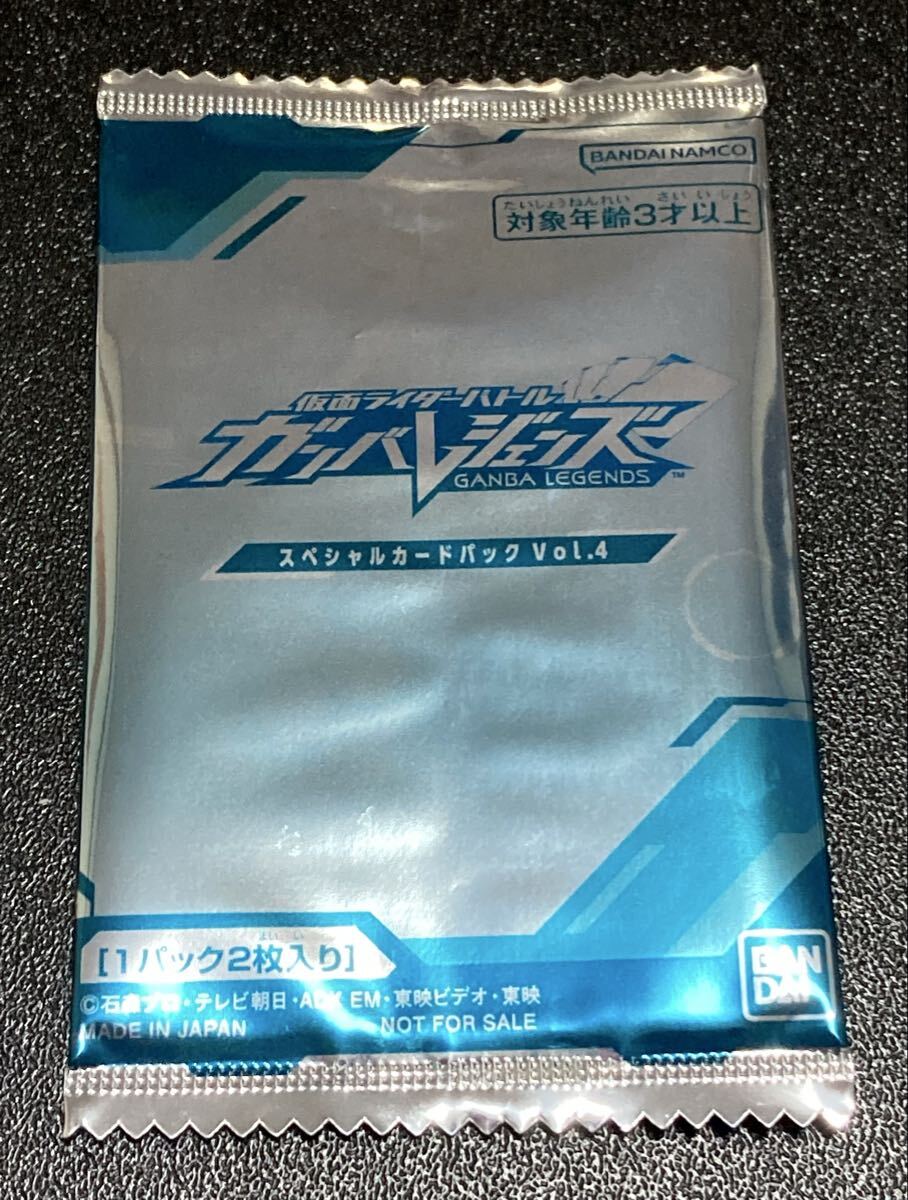 BANDAI NAMCO
たいしょうねんれい さい いじょう
対象年齢3才以上
仮面ライダーバトル
ガンバレジェンズ
GANBA LEGENDS ™
スペシャルカードパック Vol.4
まい い
[1パック2枚入り]
©石森プロ・テレビ朝日・ADK EM・東映ビデオ・東映
MADE IN JAPAN NOT FOR SALE
BAN
DAI